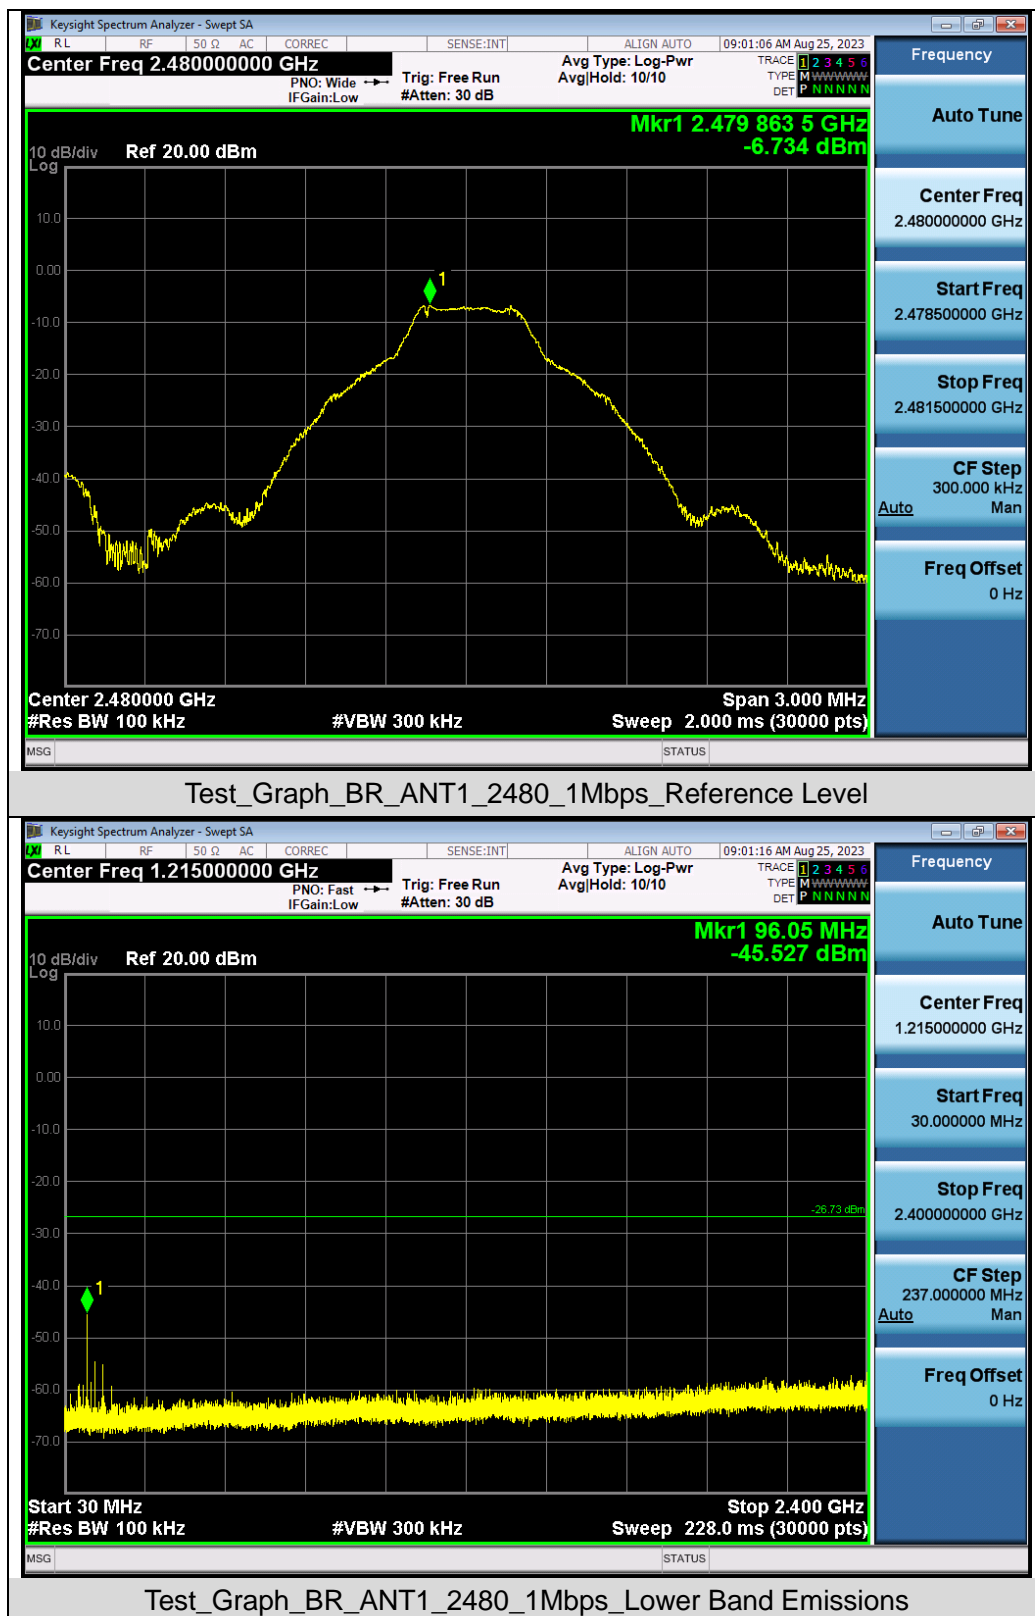 Keysight Spectrum Analyzer - Swept SA
LXI RL RF 50 Ω AC CORREC SENSE:INT ALIGN AUTO 09:01:06 AM Aug 25, 2023
Center Freq 2.480000000 GHz
PNO: Wide
IFGain:Low
Trig: Free Run
#Atten: 30 dB
Avg Type: Log-Pwr
Avg|Hold: 10/10
TRACE 1 2 3 4 5 6
TYPE M WWWWW
DET P N N N N N
Mkr1 2.479 863 5 GHz
-6.734 dBm
10 dB/div Ref 20.00 dBm
Log
10.0
0.00
1
-10.0
-20.0
-30.0
-40.0
-50.0
-60.0
-70.0
Center 2.480000 GHz Span 3.000 MHz
#Res BW 100 kHz #VBW 300 kHz Sweep 2.000 ms (30000 pts)
MSG STATUS
Frequency
Auto Tune
Center Freq
2.480000000 GHz
Start Freq
2.478500000 GHz
Stop Freq
2.481500000 GHz
CF Step
300.000 kHz
Auto Man
Freq Offset
0 Hz
Test_Graph_BR_ANT1_2480_1Mbps_Reference Level
Keysight Spectrum Analyzer - Swept SA
LXI RL RF 50 Ω AC CORREC SENSE:INT ALIGN AUTO 09:01:16 AM Aug 25, 2023
Center Freq 1.215000000 GHz
PNO: Fast
IFGain:Low
Trig: Free Run
#Atten: 30 dB
Avg Type: Log-Pwr
Avg|Hold: 10/10
TRACE 1 2 3 4 5 6
TYPE M WWWWW
DET P N N N N N
Mkr1 96.05 MHz
-45.527 dBm
10 dB/div Ref 20.00 dBm
Log
10.0
0.00
-10.0
-20.0
-26.73 dBm
-30.0
-40.0
1
-50.0
-60.0
-70.0
Start 30 MHz Stop 2.400 GHz
#Res BW 100 kHz #VBW 300 kHz Sweep 228.0 ms (30000 pts)
MSG STATUS
Frequency
Auto Tune
Center Freq
1.215000000 GHz
Start Freq
30.000000 MHz
Stop Freq
2.400000000 GHz
CF Step
237.000000 MHz
Auto Man
Freq Offset
0 Hz
Test_Graph_BR_ANT1_2480_1Mbps_Lower Band Emissions